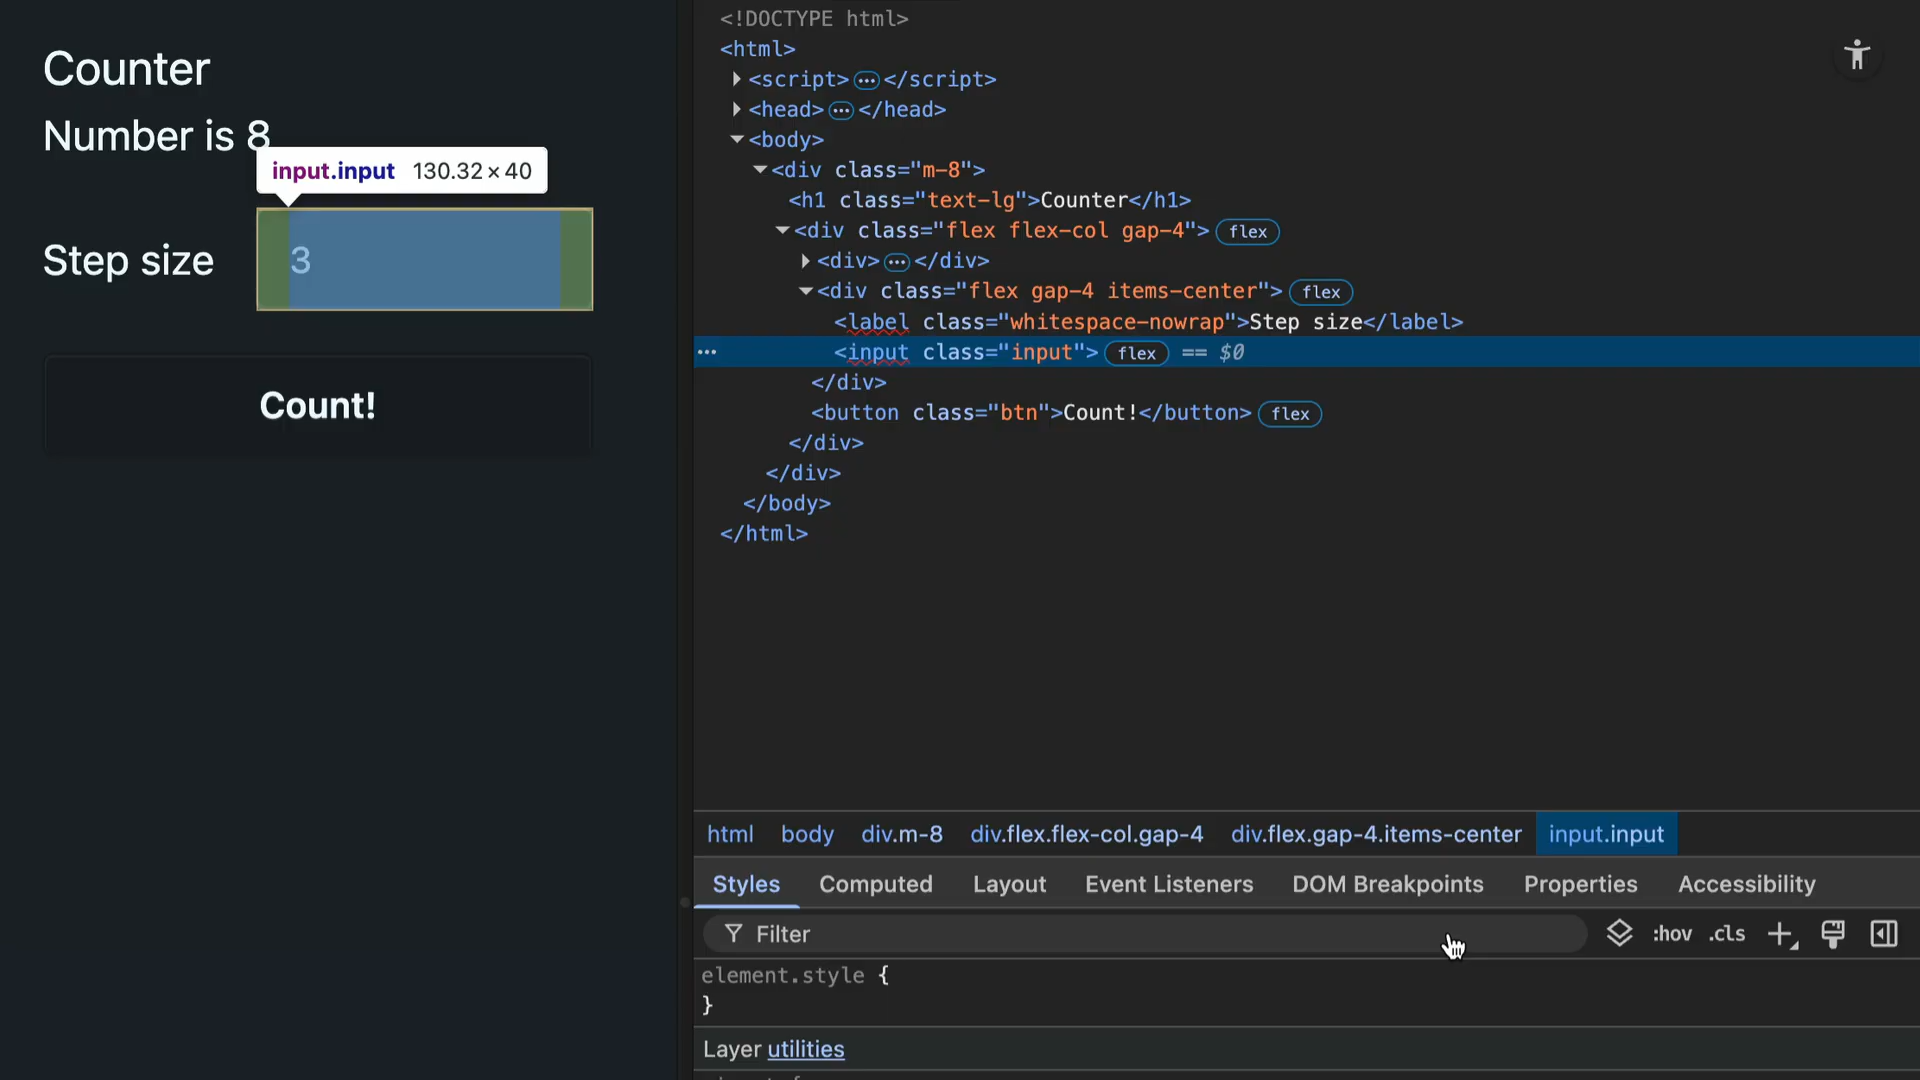 Counter
Number is 8
input.input 130.32 × 40
Step size 3
Count!
<!DOCTYPE html>
<html>
<script> ⋯ </script>
<head> ⋯ </head>
<body>
<div class="m-8">
<h1 class="text-lg">Counter</h1>
<div class="flex flex-col gap-4"> flex
<div> ⋯ </div>
<div class="flex gap-4 items-center"> flex
<label class="whitespace-nowrap">Step size</label>
⋯ <input class="input"> flex == $0
</div>
<button class="btn">Count!</button> flex
</div>
</div>
</body>
</html>
html body div.m-8 div.flex.flex-col.gap-4 div.flex.gap-4.items-center input.input
Styles Computed Layout Event Listeners DOM Breakpoints Properties Accessibility
Filter :hov .cls
element.style {
}
Layer utilities